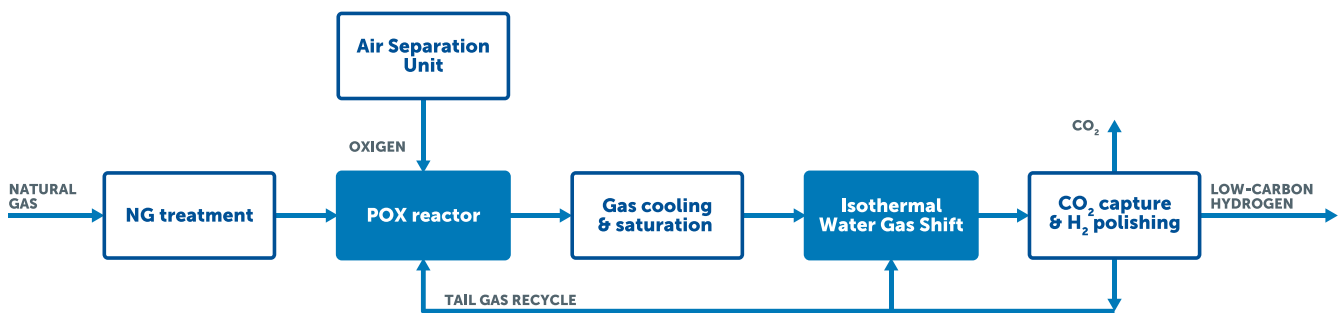 Air Separation
Unit
OXIGEN
CO₂
NATURAL
GAS
NG treatment
POX reactor
Gas cooling
& saturation
Isothermal
Water Gas Shift
CO₂ capture
& H₂ polishing
LOW-CARBON
HYDROGEN
TAIL GAS RECYCLE